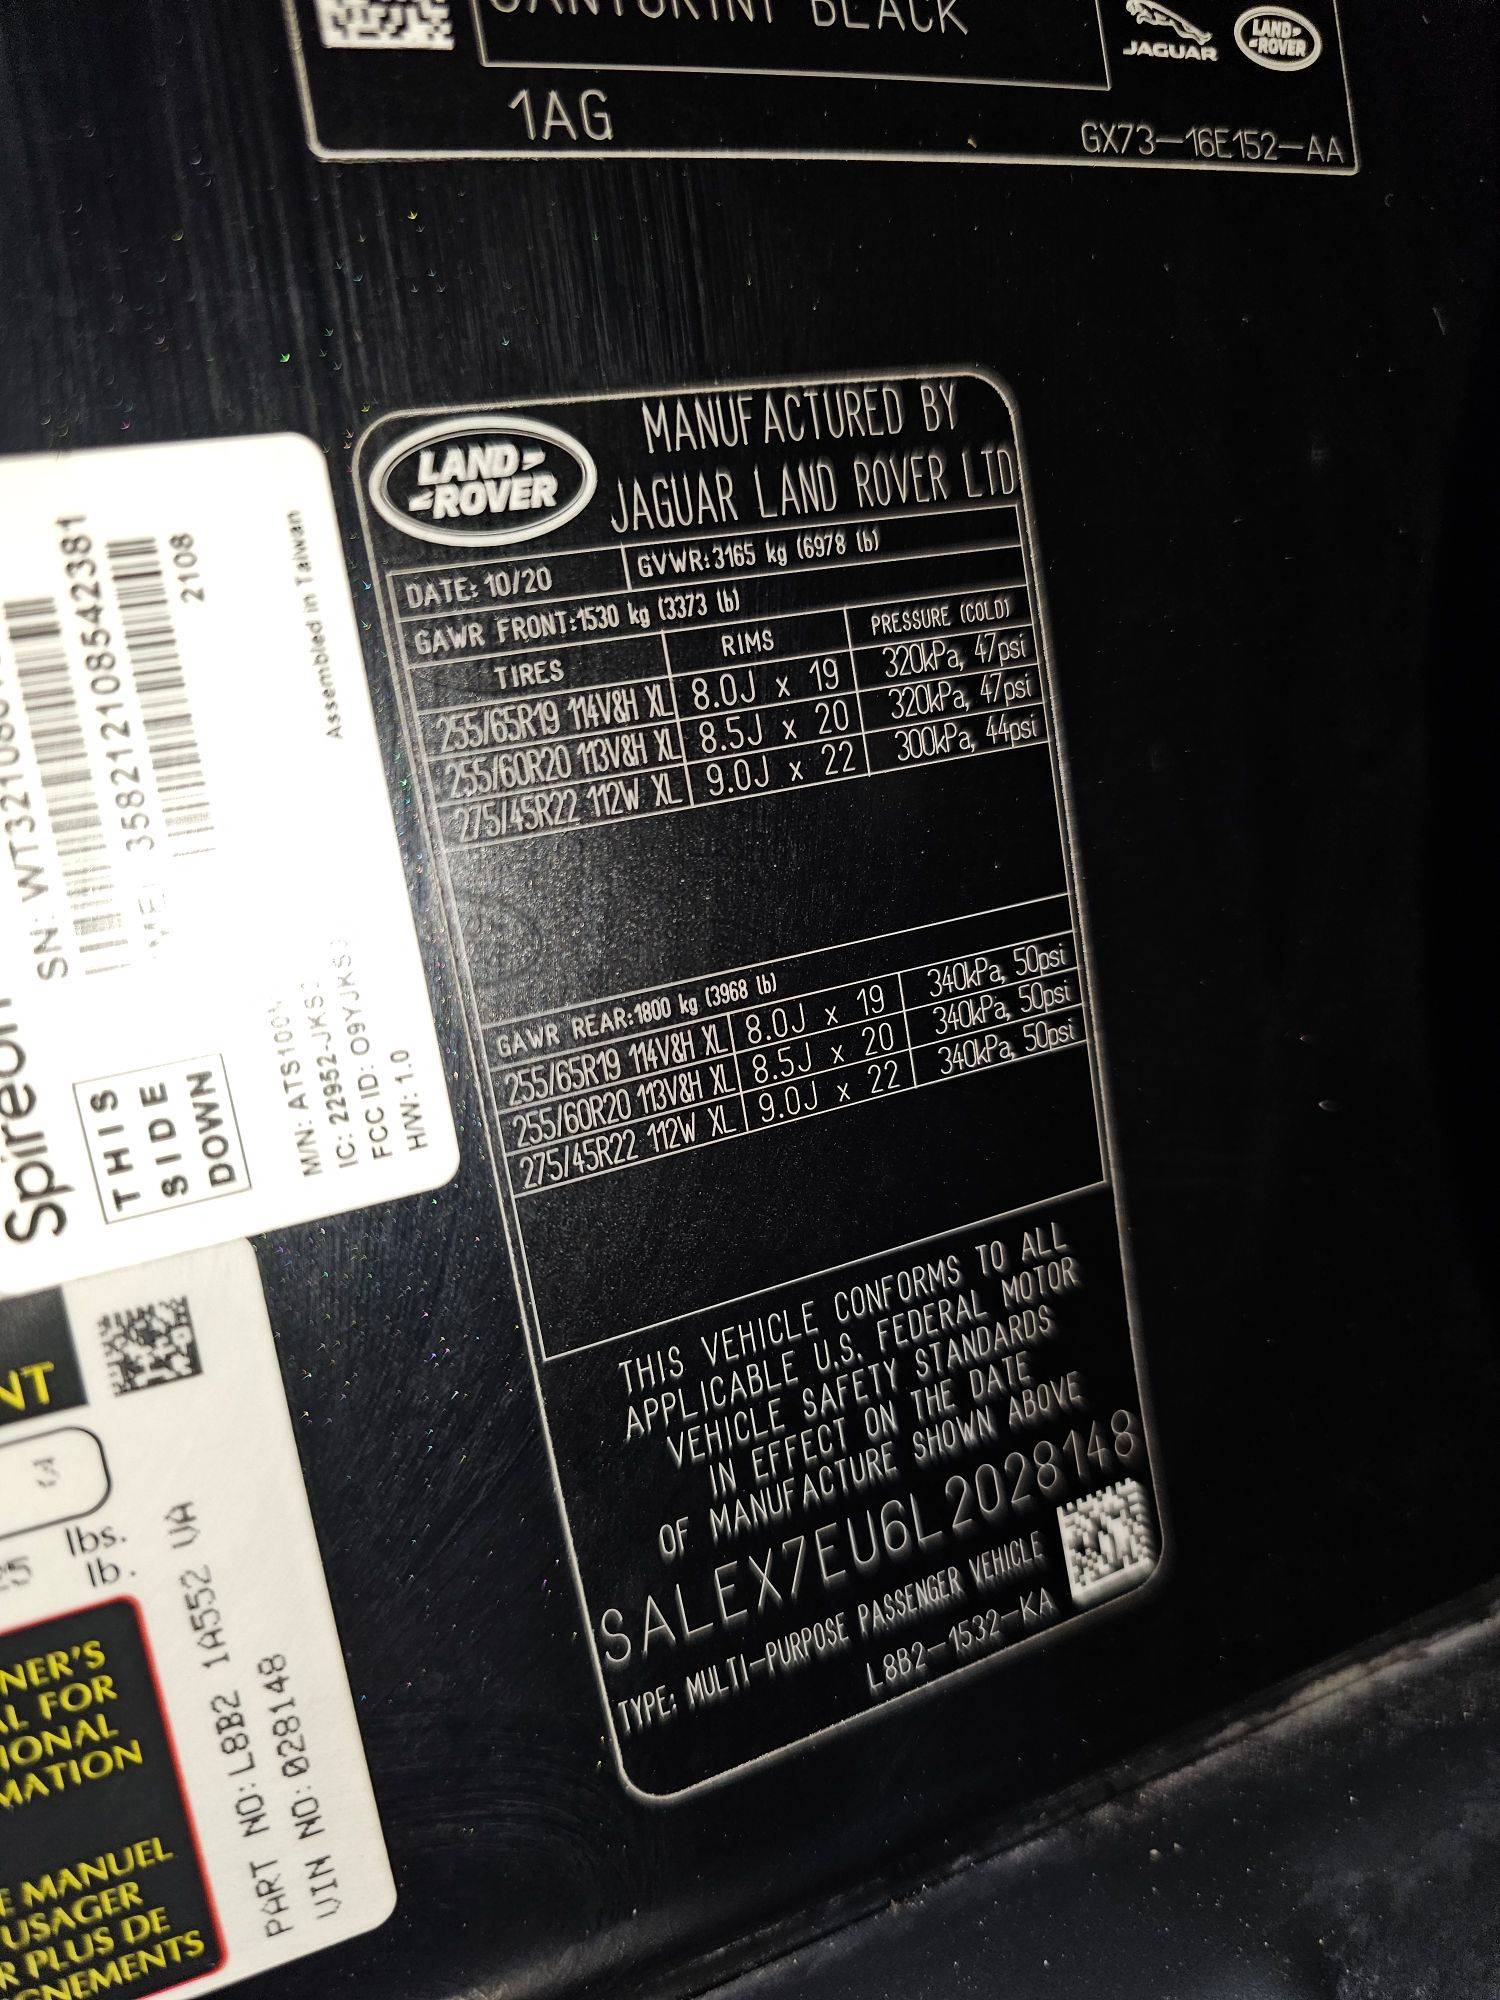 BLACK
JAGUAR
LAND
ROVER
1AG
GX73-16E152-AA
LAND
ROVER
MANUFACTURED BY
JAGUAR LAND ROVER LTD
DATE: 10/20 GVWR:3165 kg (6978 lb)
GAWR FRONT:1530 kg (3373 lb)
TIRES RIMS PRESSURE (COLD)
255/65R19 114V&H XL 8.0J x 19 320kPa, 47psi
255/60R20 113V&H XL 8.5J x 20 320kPa, 47psi
275/45R22 112W XL 9.0J x 22 300kPa, 44psi
GAWR REAR:1800 kg (3968 lb)
255/65R19 114V&H XL 8.0J x 19 340kPa, 50psi
255/60R20 113V&H XL 8.5J x 20 340kPa, 50psi
275/45R22 112W XL 9.0J x 22 340kPa, 50psi
THIS VEHICLE CONFORMS TO ALL
APPLICABLE U.S. FEDERAL MOTOR
VEHICLE SAFETY STANDARDS
IN EFFECT ON THE DATE
OF MANUFACTURE SHOWN ABOVE
SALEX7EU6L2028148
TYPE: MULTI-PURPOSE PASSENGER VEHICLE
L8B2-1532-KA
Spireon
SN:
358212108542381
2108
Assembled in Taiwan
THIS
SIDE
DOWN
M/N:
IC:
FCC ID:
H/W: 1.0
NT
lbs.
lb.
NER'S
AL FOR
IONAL
MATION
E MANUEL
USAGER
R PLUS DE
GNEMENTS
PART NO:L8B2 1A552 VA
VIN NO:028148